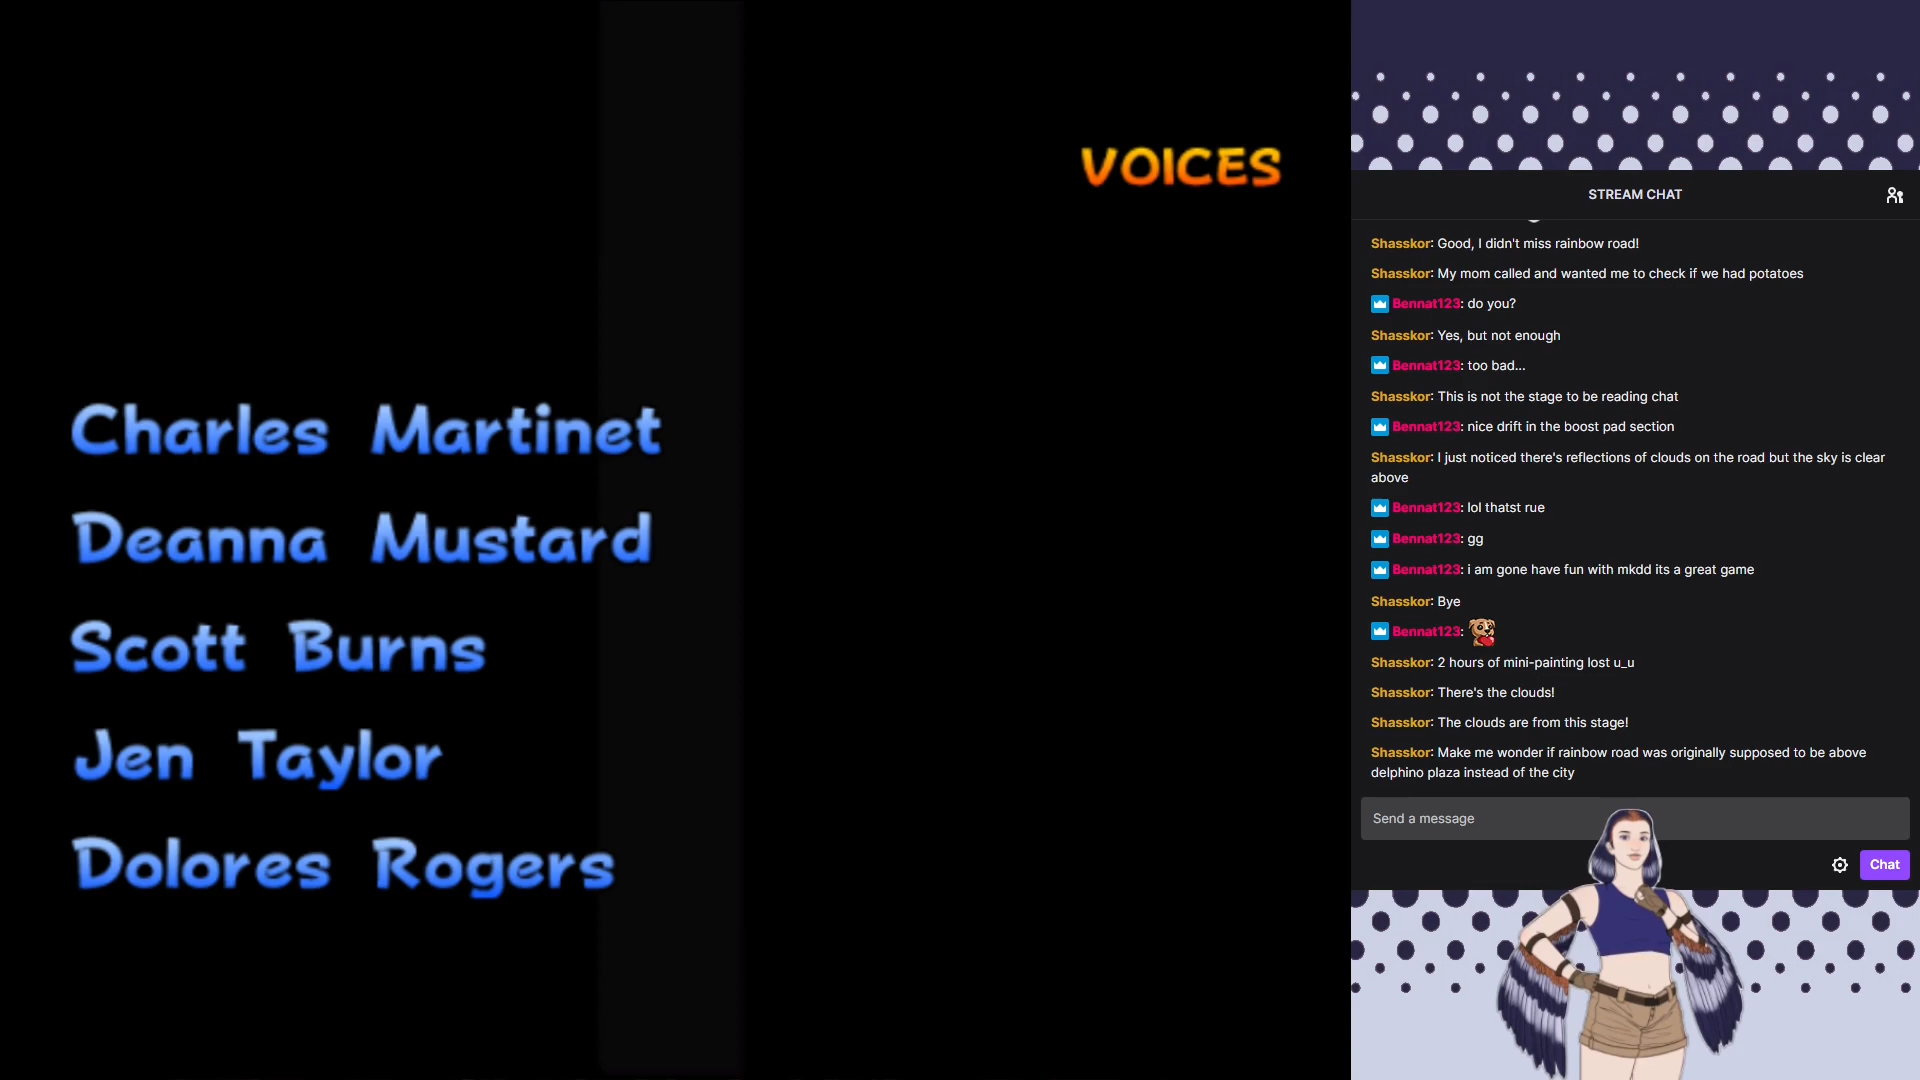 VOICES
Charles Martinet
Deanna Mustard
Scott Burns
Jen Taylor
Dolores Rogers
STREAM CHAT
Shasskor: Good, I didn't miss rainbow road!
Shasskor: My mom called and wanted me to check if we had potatoes
Bennat123: do you?
Shasskor: Yes, but not enough
Bennat123: too bad...
Shasskor: This is not the stage to be reading chat
Bennat123: nice drift in the boost pad section
Shasskor: I just noticed there's reflections of clouds on the road but the sky is clear
above
Bennat123: lol thatst rue
Bennat123: gg
Bennat123: i am gone have fun with mkdd its a great game
Shasskor: Bye
Bennat123:
Shasskor: 2 hours of mini-painting lost u_u
Shasskor: There's the clouds!
Shasskor: The clouds are from this stage!
Shasskor: Make me wonder if rainbow road was originally supposed to be above
delphino plaza instead of the city
Send a message
Chat